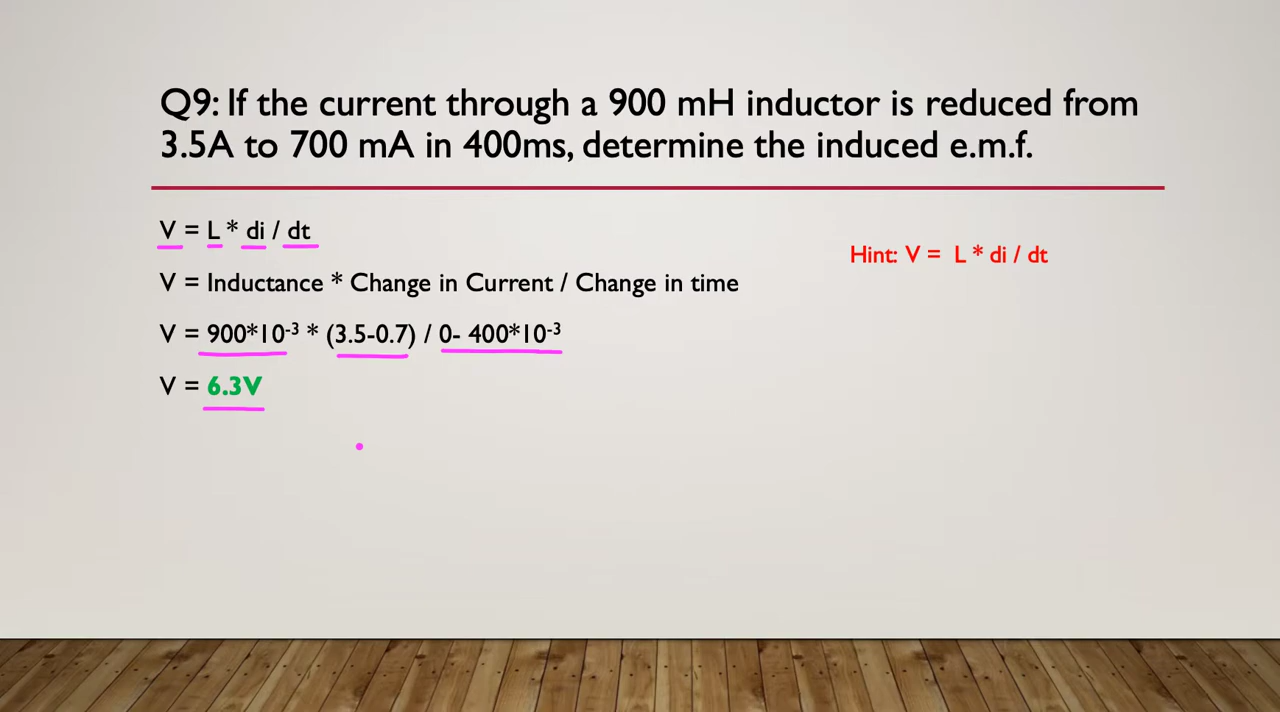 Q9: If the current through a 900 mH inductor is reduced from
3.5A to 700 mA in 400ms, determine the induced e.m.f.
V = L * di / dt
Hint: V = L * di / dt
V = Inductance * Change in Current / Change in time
V = 900*10⁻³ * (3.5-0.7) / 0- 400*10⁻³
V = 6.3V